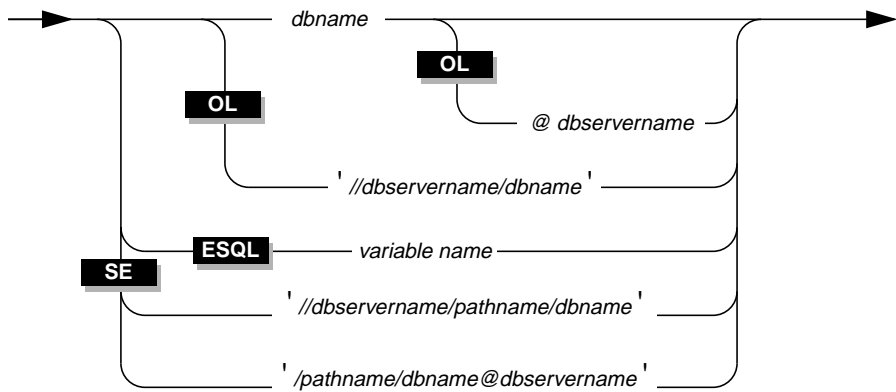 dbname
OL
OL
@ dbservername
' //dbservername/dbname '
ESQL
variable name
SE
' //dbservername/pathname/dbname '
' /pathname/dbname@dbservername '